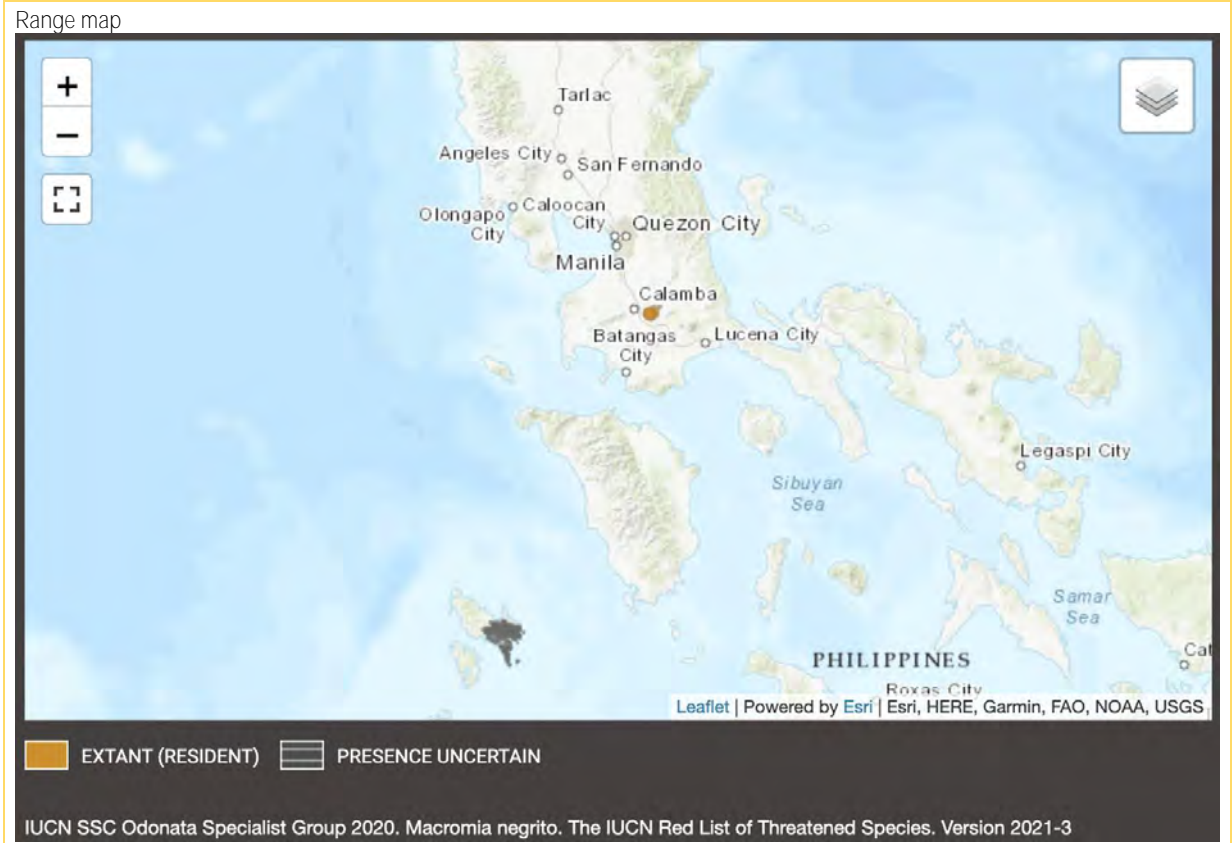 Range map
+
−
Tarlac
Angeles City
San Fernando
Olongapo
City
Caloocan
City
Quezon City
Manila
Calamba
Batangas
City
Lucena City
Legaspi City
Sibuyan
Sea
Samar
Sea
Cat
PHILIPPINES
Roxas City
Leaflet | Powered by Esri | Esri, HERE, Garmin, FAO, NOAA, USGS
EXTANT (RESIDENT) PRESENCE UNCERTAIN
IUCN SSC Odonata Specialist Group 2020. Macromia negrito. The IUCN Red List of Threatened Species. Version 2021-3